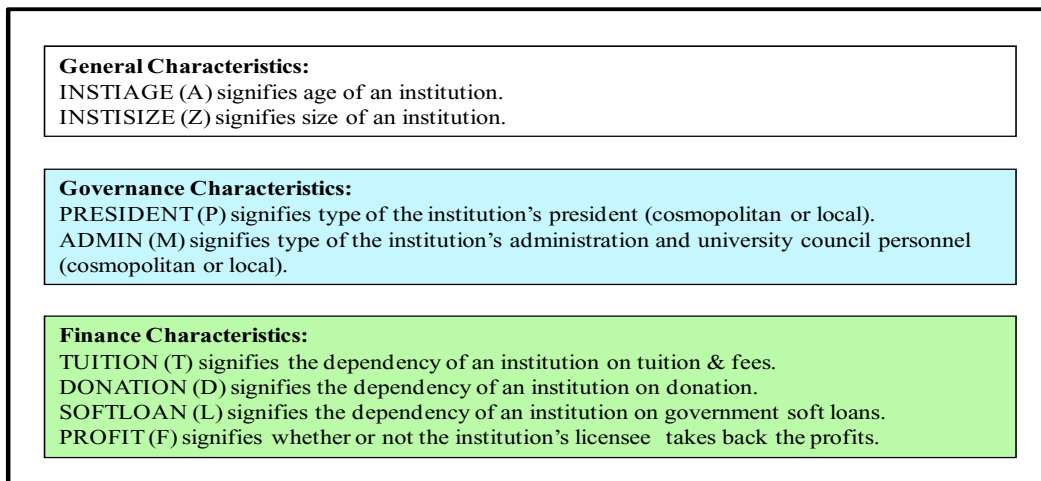 General Characteristics:
INSTIAGE (A) signifies age of an institution.
INSTISIZE (Z) signifies size of an institution.
Governance Characteristics:
PRESIDENT (P) signifies type of the institution's president (cosmopolitan or local).
ADMIN (M) signifies type of the institution's administration and university council personnel
(cosmopolitan or local).
Finance Characteristics:
TUITION (T) signifies the dependency of an institution on tuition & fees.
DONATION (D) signifies the dependency of an institution on donation.
SOFTLOAN (L) signifies the dependency of an institution on government soft loans.
PROFIT (F) signifies whether or not the institution's licensee takes back the profits.